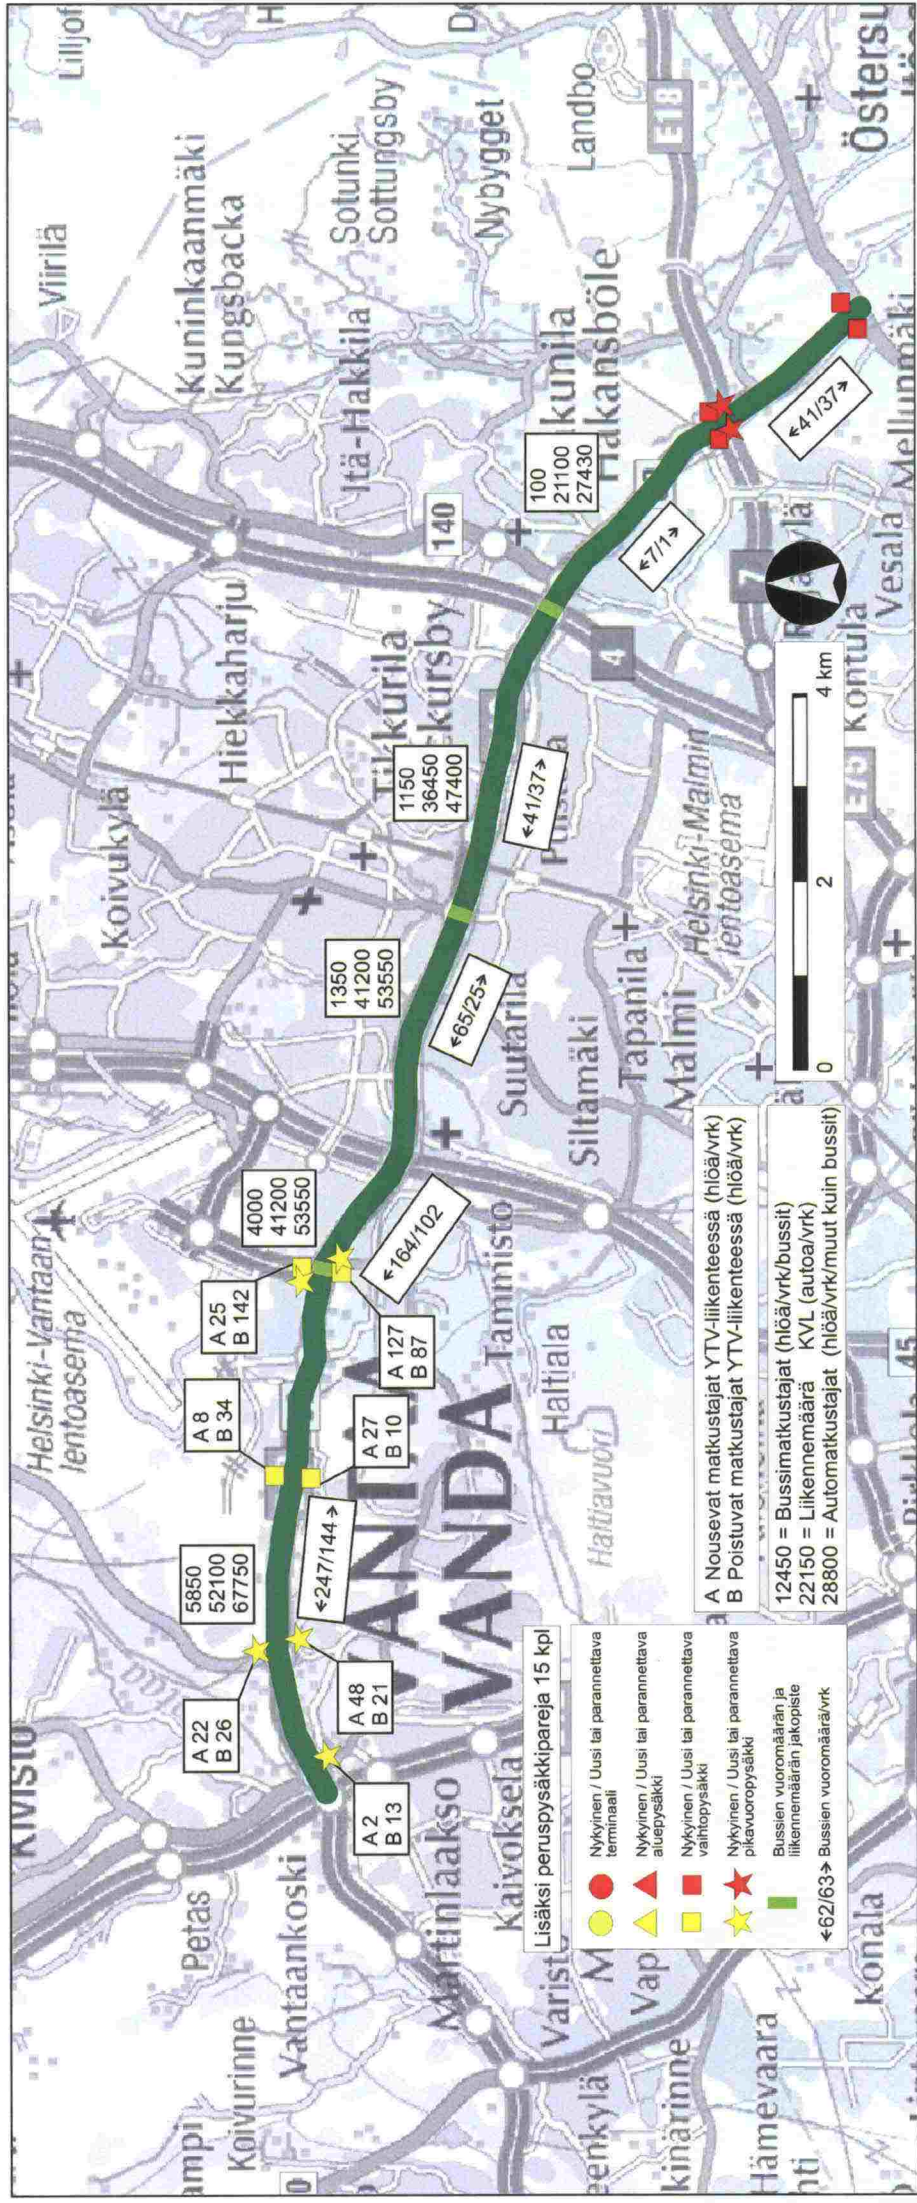 Helsinki-Vantaan
lentoasema
Koivukylä
Hiekkaharju
Viirilä
Kuninkaanmäki
Kungsbacka
Itä-Hakkila
Sotunki
Sottungsby
Nybygget
Landbo
E18
140
4
7
45
KIVISTÖ
Petas
Koivurinne
Vantaankoski
Martinlaakso
Kaivoksela
Varisto
Hämevaara
Konala
VANTAA
VANDA
Tammisto
Haltiala
Haltiavuori
Suutarila
Siltamäki
Tapanila
Malmi
Helsinki-Malmin
lentoasema
Tikkurila
Kontula
Vesala
Mellunmäki
5850
52100
67750
4000
41200
53550
1350
41200
53550
1150
36450
47400
100
21100
27430
A 22
B 26
A 48
B 21
A 2
B 13
A 8
B 34
A 27
B 10
A 25
B 142
A 127
B 87
←247/144→
←164/102
←65/25→
←41/37→
←7/1→
←41/37→
Lisäksi peruspysäkkipareja 15 kpl
Nykyinen / Uusi tai parannettava
terminaali
Nykyinen / Uusi tai parannettava
aluepysäkki
Nykyinen / Uusi tai parannettava
vaihtopysäkki
Nykyinen / Uusi tai parannettava
pikavuoropysäkki
Bussien vuoromäärän ja
liikennemäärän jakopiste
←62/63→ Bussien vuoromäärä/vrk
A Nousevat matkustajat YTV-liikenteessä (hlöä/vrk)
B Poistuvat matkustajat YTV-liikenteessä (hlöä/vrk)
12450 = Bussimatkustajat (hlöä/vrk/bussit)
22150 = Liikennemäärä KVL (autoa/vrk)
28800 = Automatkustajat (hlöä/vrk/muut kuin bussit)
0 2 4 km